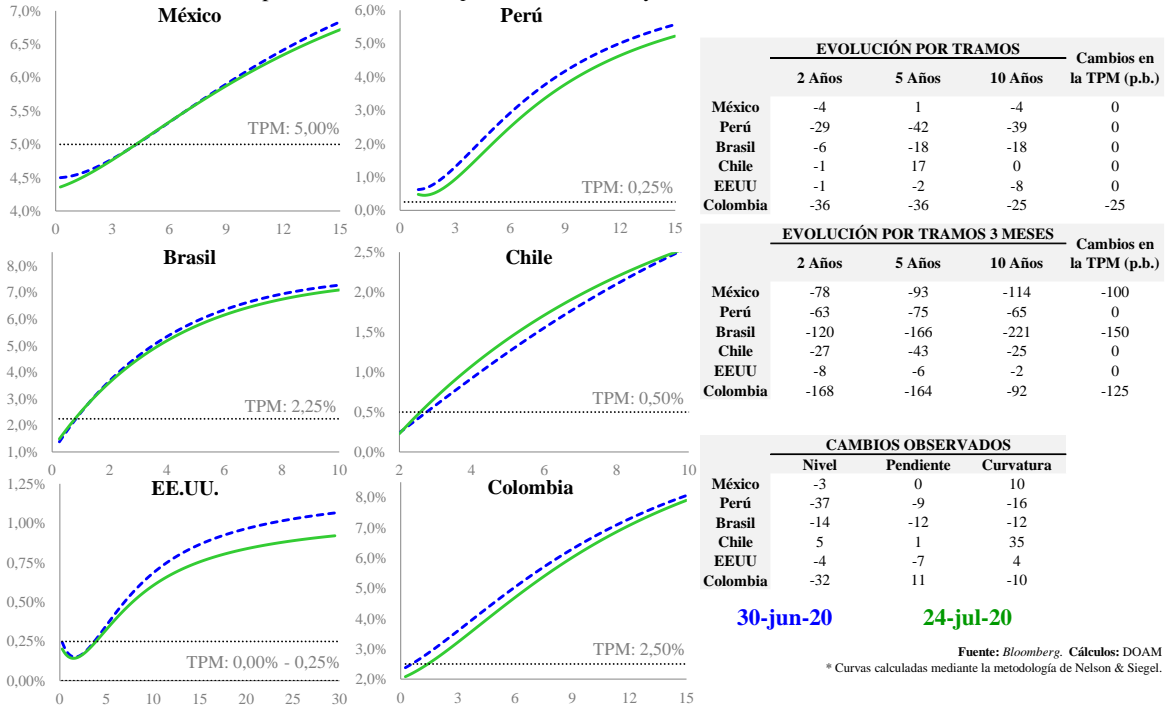 México
7,0%
6,5%
6,0%
5,5%
5,0%
4,5%
4,0%
TPM: 5,00%
0 3 6 9 12 15
Perú
6,0%
5,0%
4,0%
3,0%
2,0%
1,0%
0,0%
TPM: 0,25%
0 3 6 9 12 15
Brasil
8,0%
7,0%
6,0%
5,0%
4,0%
3,0%
2,0%
1,0%
TPM: 2,25%
0 2 4 6 8 10
Chile
2,5%
2,0%
1,5%
1,0%
0,5%
0,0%
TPM: 0,50%
2 4 6 8 10
EE.UU.
1,25%
1,00%
0,75%
0,50%
0,25%
0,00%
TPM: 0,00% - 0,25%
0 5 10 15 20 25 30
Colombia
8,0%
7,0%
6,0%
5,0%
4,0%
3,0%
2,0%
TPM: 2,50%
0 3 6 9 12 15
EVOLUCIÓN POR TRAMOS
Cambios en
la TPM (p.b.)
2 Años 5 Años 10 Años
México -4 1 -4 0
Perú -29 -42 -39 0
Brasil -6 -18 -18 0
Chile -1 17 0 0
EEUU -1 -2 -8 0
Colombia -36 -36 -25 -25
EVOLUCIÓN POR TRAMOS 3 MESES
Cambios en
la TPM (p.b.)
2 Años 5 Años 10 Años
México -78 -93 -114 -100
Perú -63 -75 -65 0
Brasil -120 -166 -221 -150
Chile -27 -43 -25 0
EEUU -8 -6 -2 0
Colombia -168 -164 -92 -125
CAMBIOS OBSERVADOS
Nivel Pendiente Curvatura
México -3 0 10
Perú -37 -9 -16
Brasil -14 -12 -12
Chile 5 1 35
EEUU -4 -7 4
Colombia -32 11 -10
30-jun-20 24-jul-20
Fuente: Bloomberg. Cálculos: DOAM
* Curvas calculadas mediante la metodología de Nelson & Siegel.